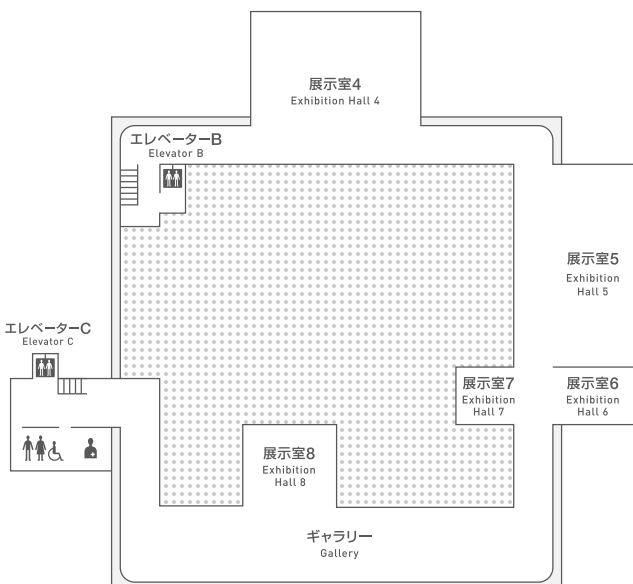 展示室4
Exhibition Hall 4
エレベーターB
Elevator B
展示室5
Exhibition
Hall 5
エレベーターC
Elevator C
展示室7
Exhibition
Hall 7
展示室6
Exhibition
Hall 6
展示室8
Exhibition
Hall 8
ギャラリー
Gallery